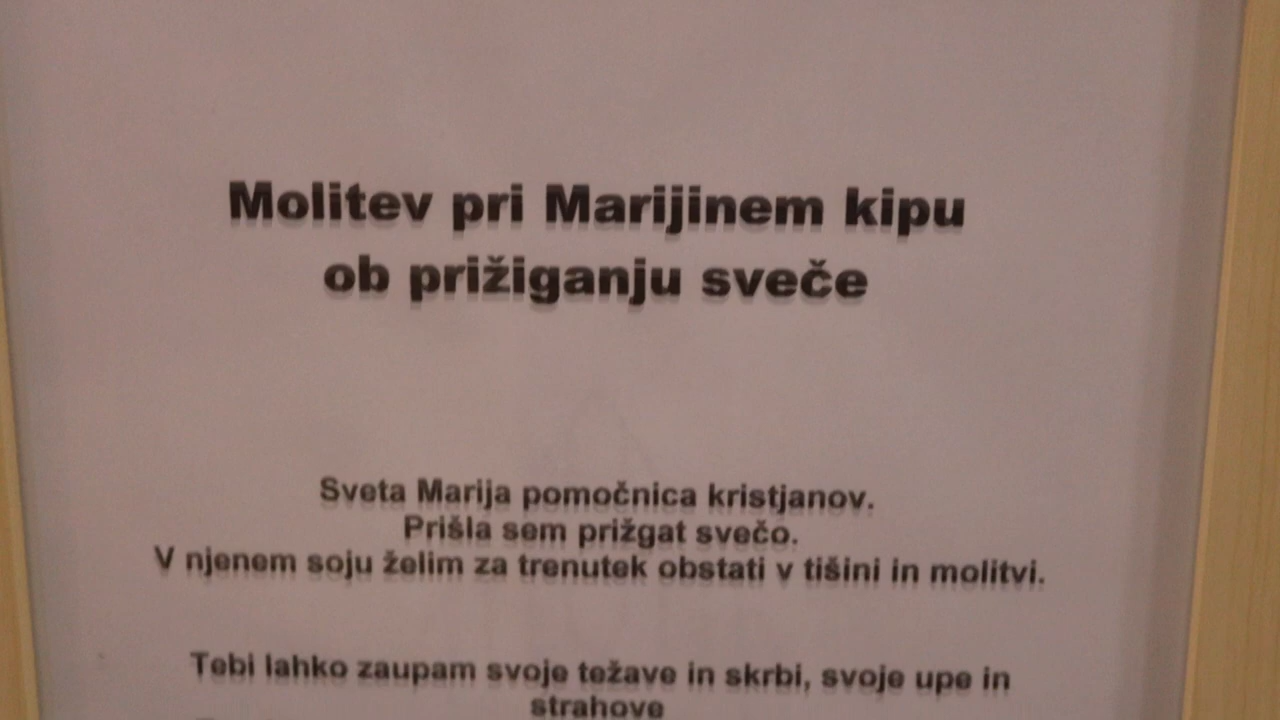 Molitev pri Marijinem kipu
ob prižiganju sveče
Sveta Marija pomočnica kristjanov.
Prišla sem prižgat svečo.
V njenem soju želim za trenutek obstati v tišini in molitvi.
Tebi lahko zaupam svoje težave in skrbi, svoje upe in
strahove